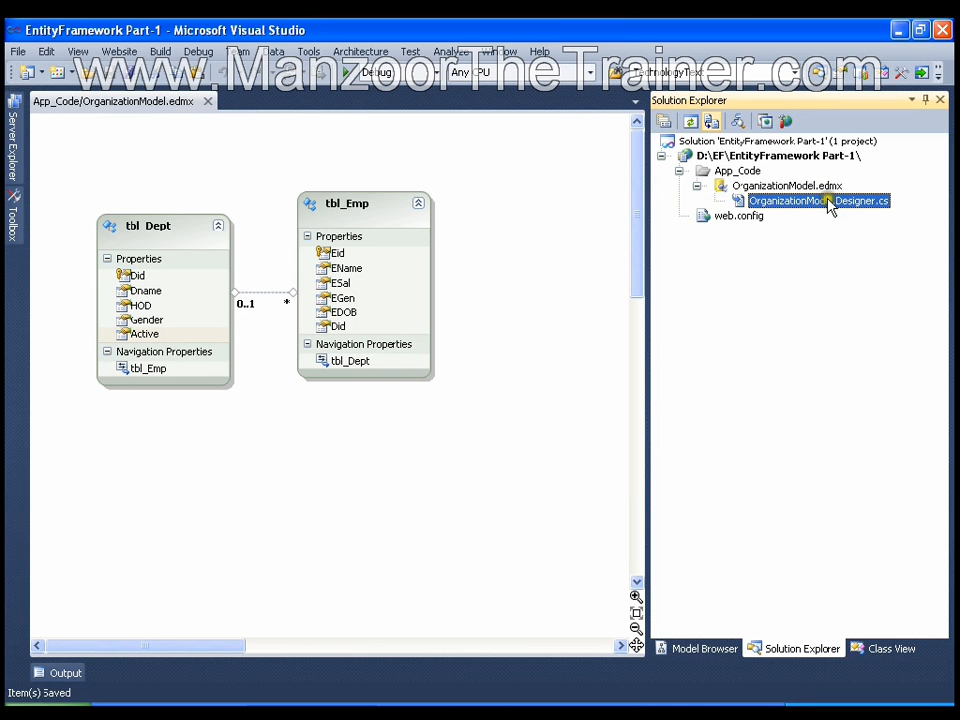 EntityFramework Part-1 - Microsoft Visual Studio
File Edit View Website Build Debug Team Data Tools Architecture Test Analyze Window Help
www.ManzoorTheTrainer.com
Debug Any CPU TechnologyText
Server Explorer
Toolbox
App_Code/OrganizationModel.edmx
tbl_Dept
Properties
Did
Dname
HOD
Gender
Active
Navigation Properties
tbl_Emp
0..1 *
tbl_Emp
Properties
Eid
EName
ESal
EGen
EDOB
Did
Navigation Properties
tbl_Dept
Solution Explorer
Solution 'EntityFramework Part-1' (1 project)
D:\EF\EntityFramework Part-1\
App_Code
OrganizationModel.edmx
OrganizationModel.Designer.cs
web.config
Model Browser Solution Explorer Class View
Output
Item(s) Saved